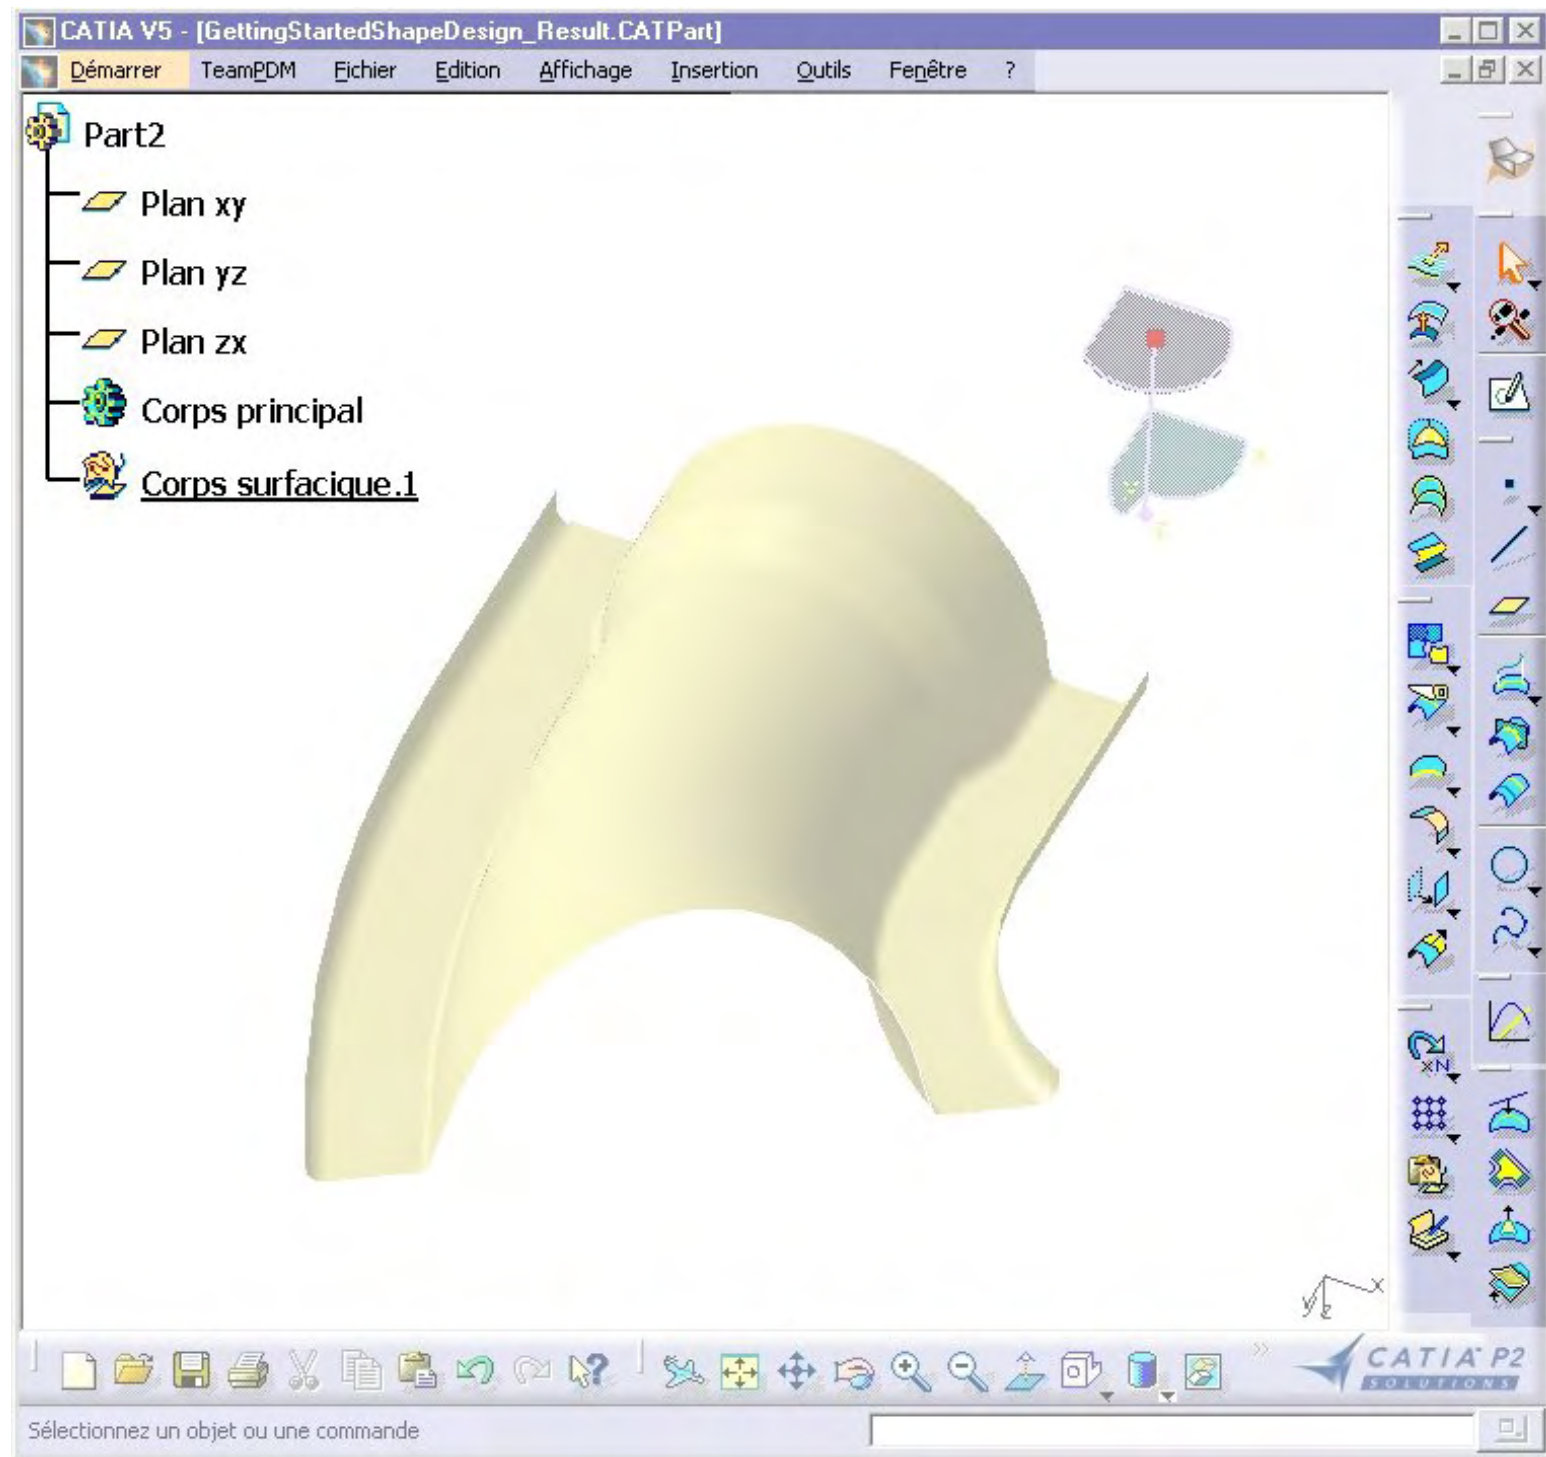 CATIA V5 - [GettingStartedShapeDesign_Result.CATPart]
Démarrer TeamPDM Fichier Edition Affichage Insertion Outils Fenêtre ?
Part2
Plan xy
Plan yz
Plan zx
Corps principal
Corps surfacique.1
xN
x
y z
CATIA P2
SOLUTIONS
Sélectionnez un objet ou une commande